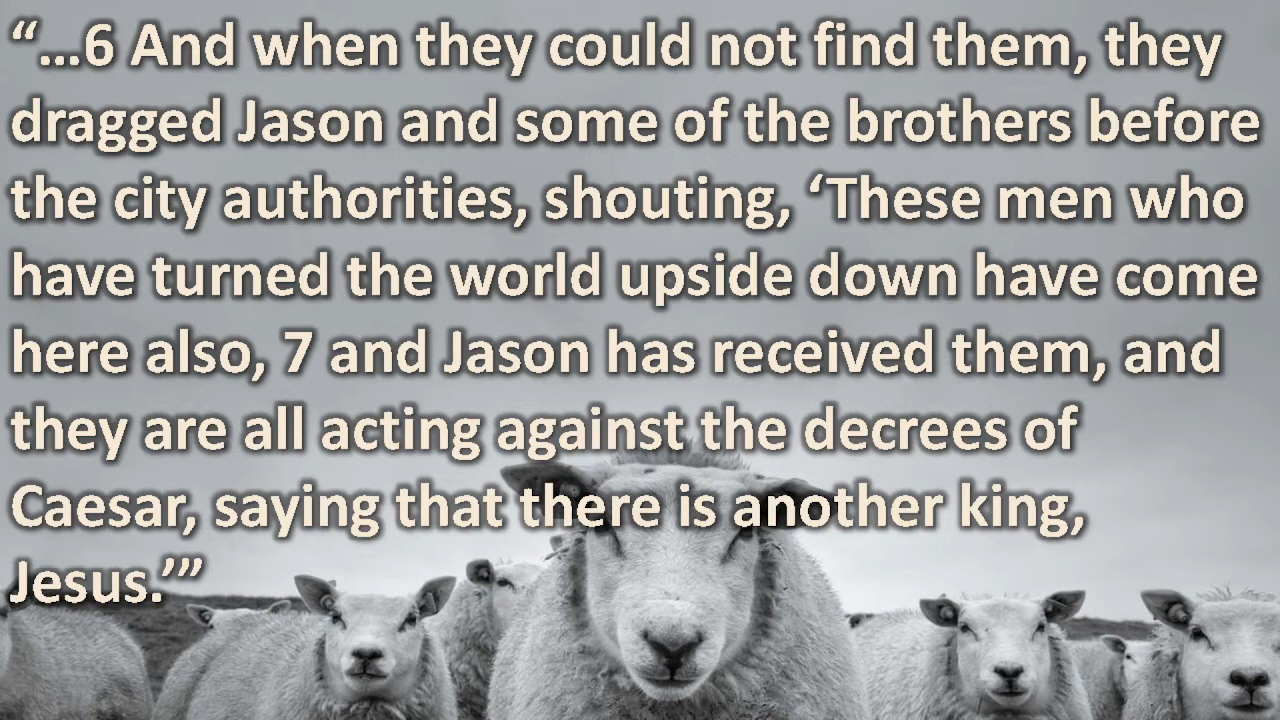 “…6 And when they could not find them, they
dragged Jason and some of the brothers before
the city authorities, shouting, ‘These men who
have turned the world upside down have come
here also, 7 and Jason has received them, and
they are all acting against the decrees of
Caesar, saying that there is another king,
Jesus.’”